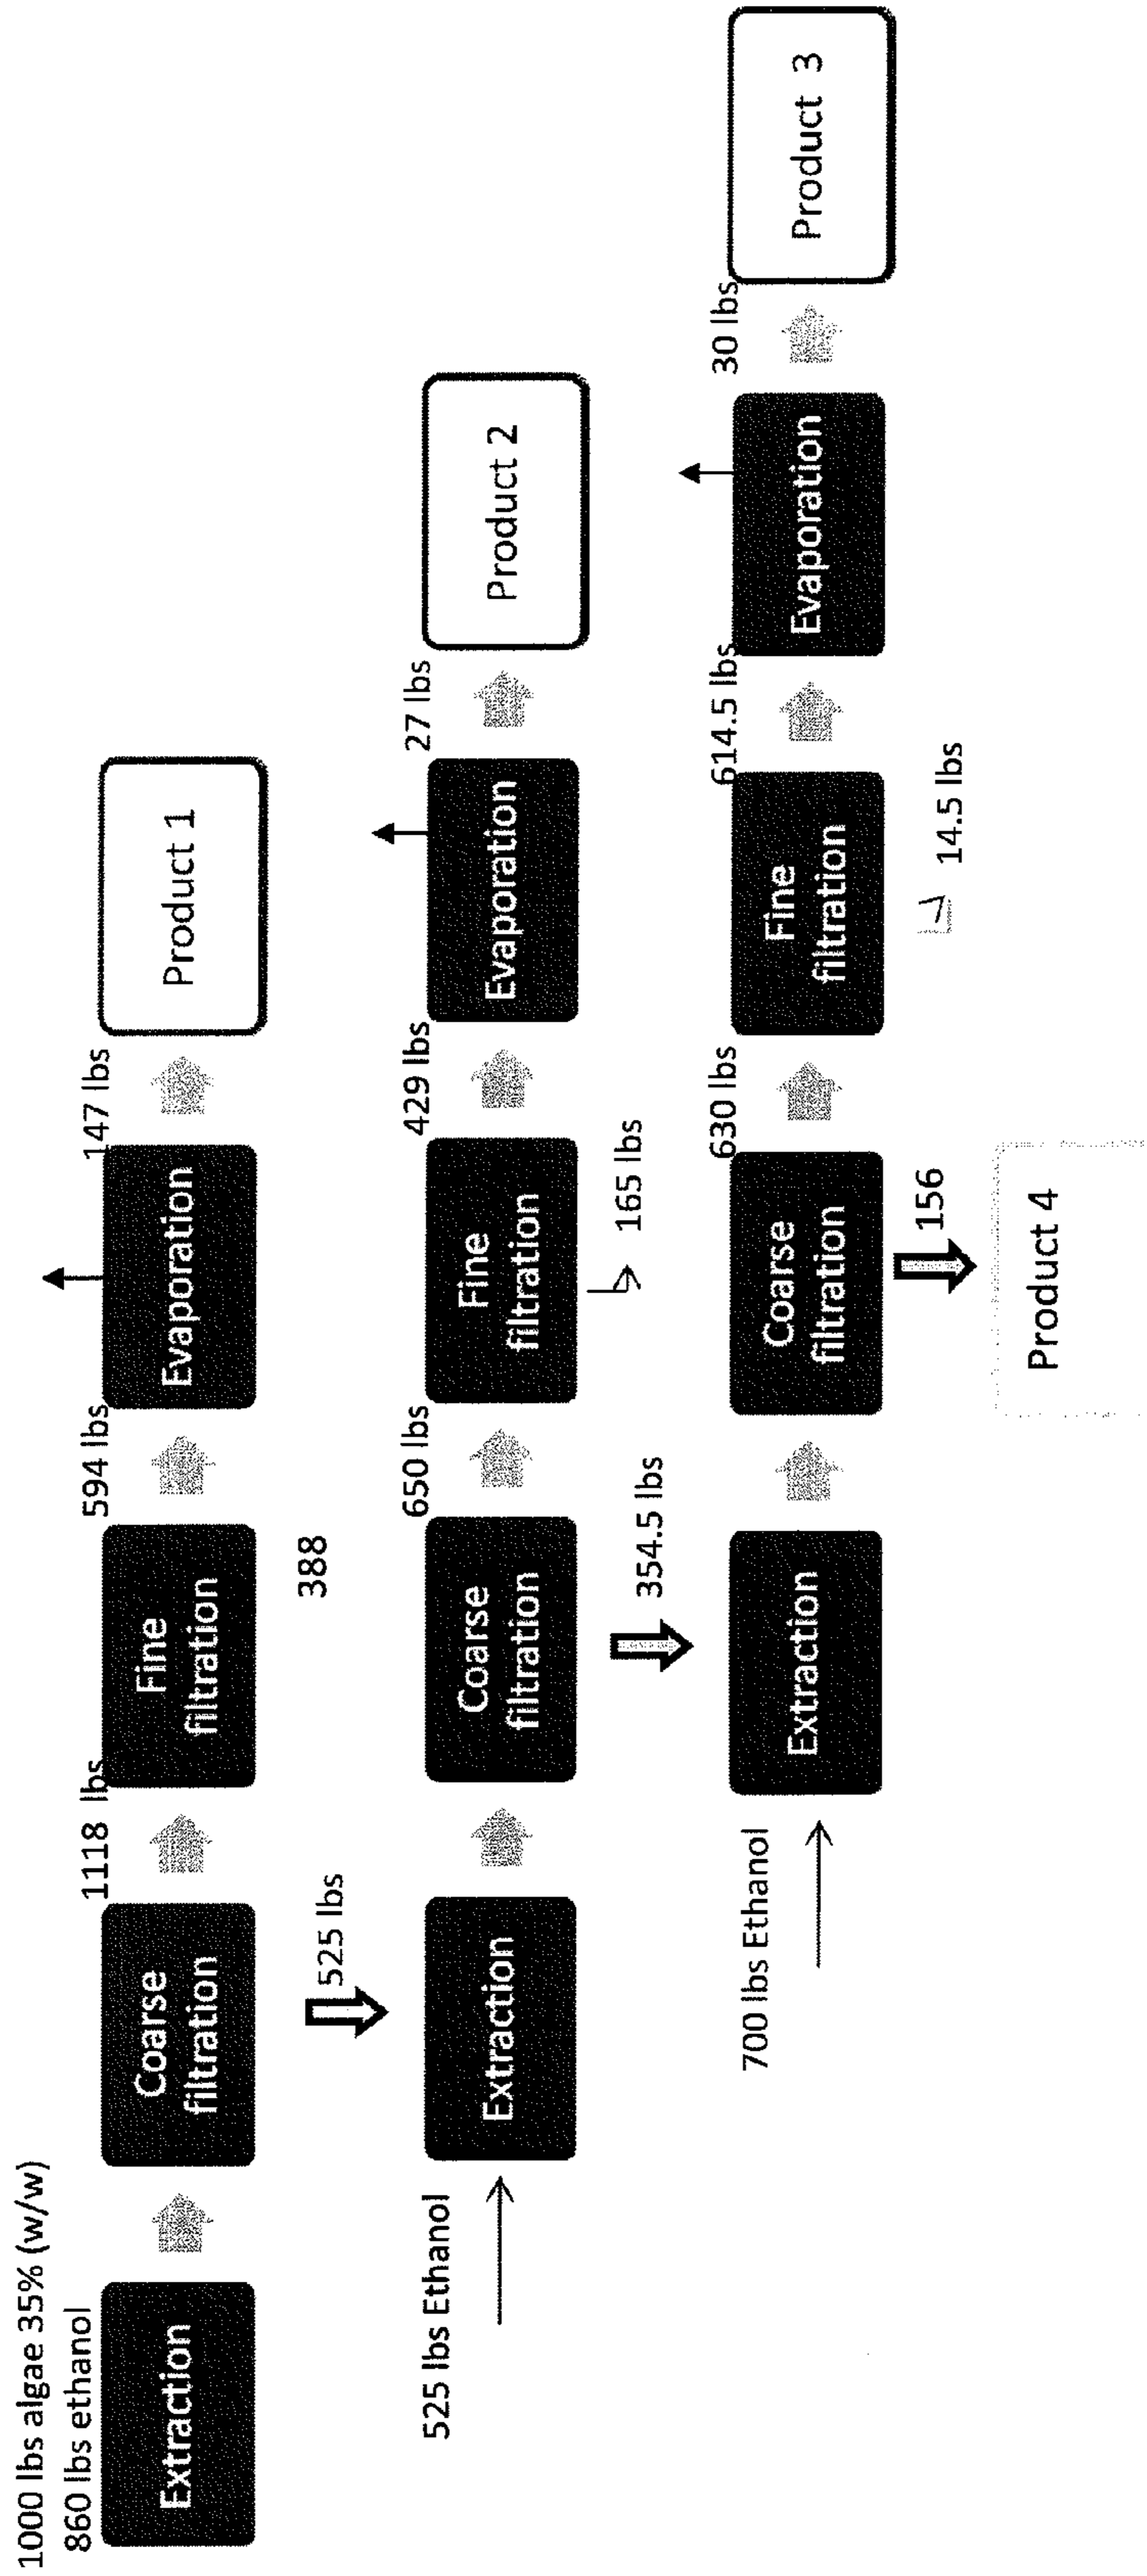 1000 lbs algae 35% (w/w)
860 lbs ethanol
Extraction
Coarse
filtration
1118 lbs
Fine
filtration
594 lbs
Evaporation
147 lbs
Product 1
525 lbs
388
525 lbs Ethanol
Extraction
Coarse
filtration
650 lbs
Fine
filtration
429 lbs
Evaporation
27 lbs
Product 2
354.5 lbs
165 lbs
700 lbs Ethanol
Extraction
Coarse
filtration
630 lbs
Fine
filtration
614.5 lbs
Evaporation
30 lbs
Product 3
156
14.5 lbs
Product 4